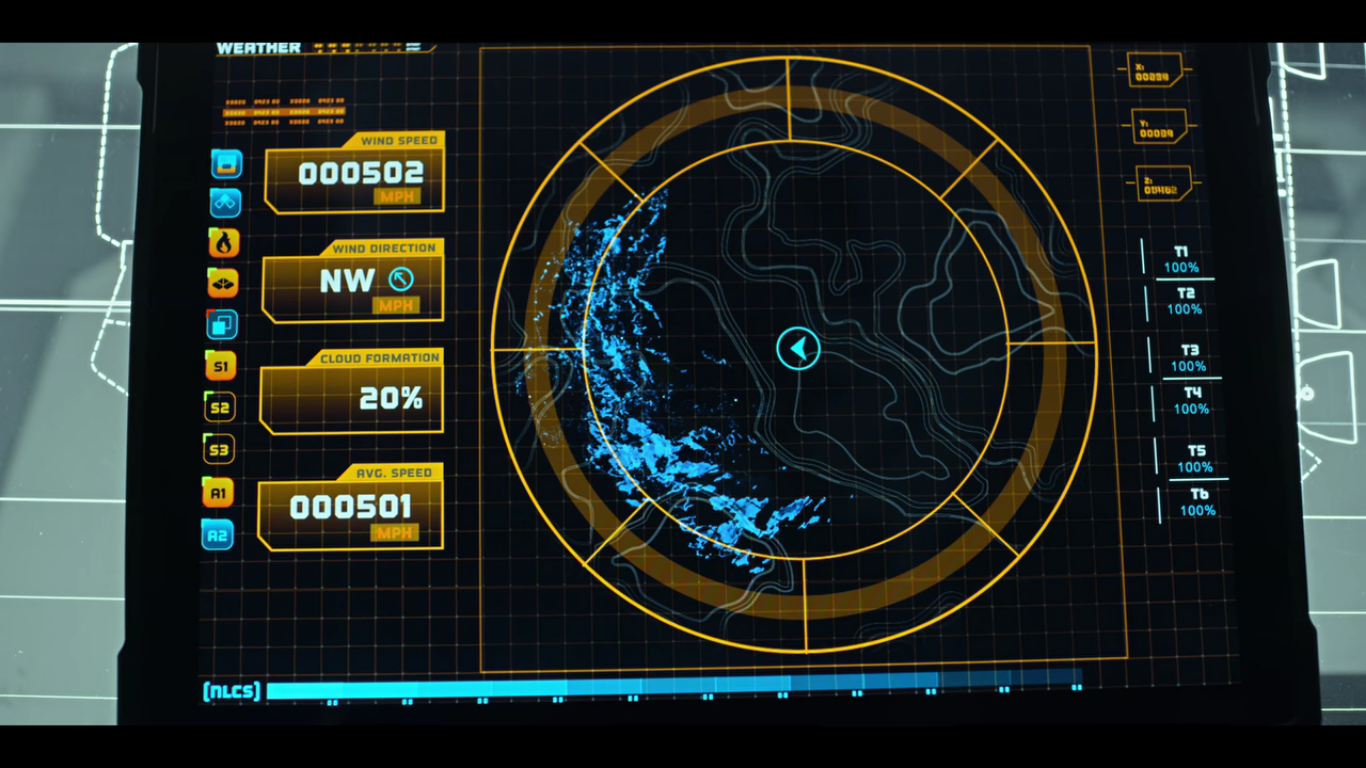 WEATHER
WIND SPEED
000502
MPH
WIND DIRECTION
NW
MPH
CLOUD FORMATION
20%
AVG. SPEED
000501
MPH
S1
S2
S3
A1
A2
X:
Y:
Z:
T1
100%
T2
100%
T3
100%
T4
100%
T5
100%
T6
100%
[NLCS]